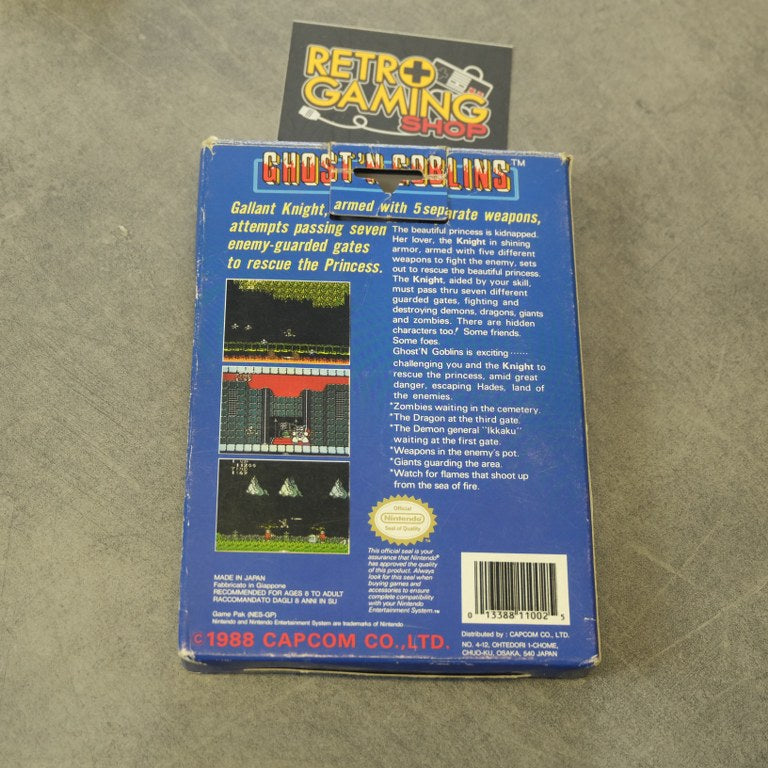 RETRO
GAMING
SHOP
GHOST'N GOBLINS™
Gallant Knight, armed with 5 separate weapons,
attempts passing seven
enemy-guarded gates
to rescue the Princess.
The beautiful princess is kidnapped.
Her lover, the Knight in shining
armor, armed with five different
weapons to fight the enemy, sets
out to rescue the beautiful princess.
The Knight, aided by your skill,
must pass thru seven different
guarded gates, fighting and
destroying demons, dragons, giants
and zombies. There are hidden
characters too! Some friends.
Some foes.
Ghost'N Goblins is exciting ······
challenging you and the Knight to
rescue the princess, amid great
danger, escaping Hades, land of
the enemies.
*Zombies waiting in the cemetery.
*The Dragon at the third gate.
*The Demon general "Ikkaku"
waiting at the first gate.
*Weapons in the enemy's pot.
*Giants guarding the area.
*Watch for flames that shoot up
from the sea of fire.
Official
Nintendo
Seal of Quality
This official seal is your
assurance that Nintendo®
has approved the quality
of this product. Always
look for this seal when
buying games and
accessories to ensure
complete compatibility
with your Nintendo
Entertainment System.™
MADE IN JAPAN
Fabbricato in Giappone
RECOMMENDED FOR AGES 8 TO ADULT
RACCOMANDATO DAGLI 8 ANNI IN SU
Game Pak (NES-GP)
Nintendo and Nintendo Entertainment System are trademarks of Nintendo
© 1988 CAPCOM CO.,LTD.
0 13388 11002 5
Distributed by : CAPCOM CO., LTD.
NO. 4-12, OHTEDORI 1-CHOME,
CHUO-KU, OSAKA, 540 JAPAN